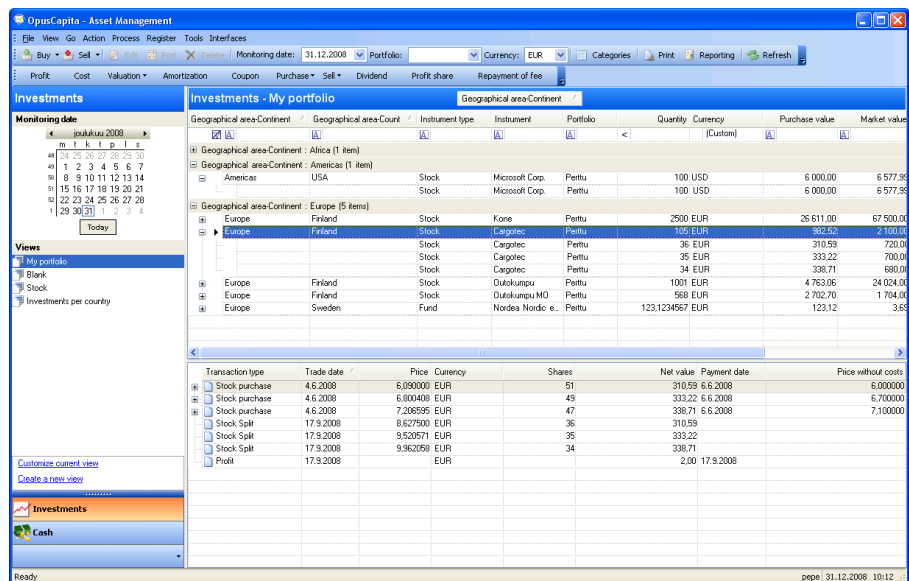 OpusCapita - Asset Management
File View Go Action Process Register Tools Interfaces
Buy Sell Edit Post Delete Monitoring date: 31.12.2008 Portfolio: Currency: EUR Categories Print Reporting Refresh
Profit Cost Valuation Amortization Coupon Purchase Sell Dividend Profit share Repayment of fee
Investments
Monitoring date
joulukuu 2008
m t k t p l s
48 24 25 26 27 28 29 30
49 1 2 3 4 5 6 7
50 8 9 10 11 12 13 14
51 15 16 17 18 19 20 21
52 22 23 24 25 26 27 28
1 29 30 31 1 2 3 4
Today
Views
My portfolio
Blank
Stock
Investments per country
Customize current view
Create a new view
Investments
Cash
Investments - My portfolio Geographical area-Continent
Geographical area-Continent Geographical area-Count Instrument type Instrument Portfolio Quantity Currency Purchase value Market value
A A A A A < (Custom) A A
Geographical area-Continent : Africa (1 item)
Geographical area-Continent : Americas (1 item)
Americas USA Stock Microsoft Corp. Perttu 100 USD 6 000,00 6 577,99
Stock Microsoft Corp. Perttu 100 USD 6 000,00 6 577,99
Geographical area-Continent : Europe (5 items)
Europe Finland Stock Kone Perttu 2500 EUR 26 611,00 67 500,00
Europe Finland Stock Cargotec Perttu 105 EUR 982,52 2 100,00
Stock Cargotec Perttu 36 EUR 310,59 720,00
Stock Cargotec Perttu 35 EUR 333,22 700,00
Stock Cargotec Perttu 34 EUR 338,71 680,00
Europe Finland Stock Outokumpu Perttu 1001 EUR 4 763,06 24 024,00
Europe Finland Stock Outokumpu MO Perttu 568 EUR 2 702,70 1 704,00
Europe Sweden Fund Nordea Nordic e... Perttu 123,1234567 EUR 123,12 3,69
Transaction type Trade date Price Currency Shares Net value Payment date Price without costs
Stock purchase 4.6.2008 6,090000 EUR 51 310,59 6.6.2008 6,000000
Stock purchase 4.6.2008 6,800408 EUR 49 333,22 6.6.2008 6,700000
Stock purchase 4.6.2008 7,206595 EUR 47 338,71 6.6.2008 7,100000
Stock Split 17.9.2008 8,627500 EUR 36 310,59
Stock Split 17.9.2008 9,520571 EUR 35 333,22
Stock Split 17.9.2008 9,962058 EUR 34 338,71
Profit 17.9.2008 EUR 2,00 17.9.2008
Ready pepe 31.12.2008 10:12